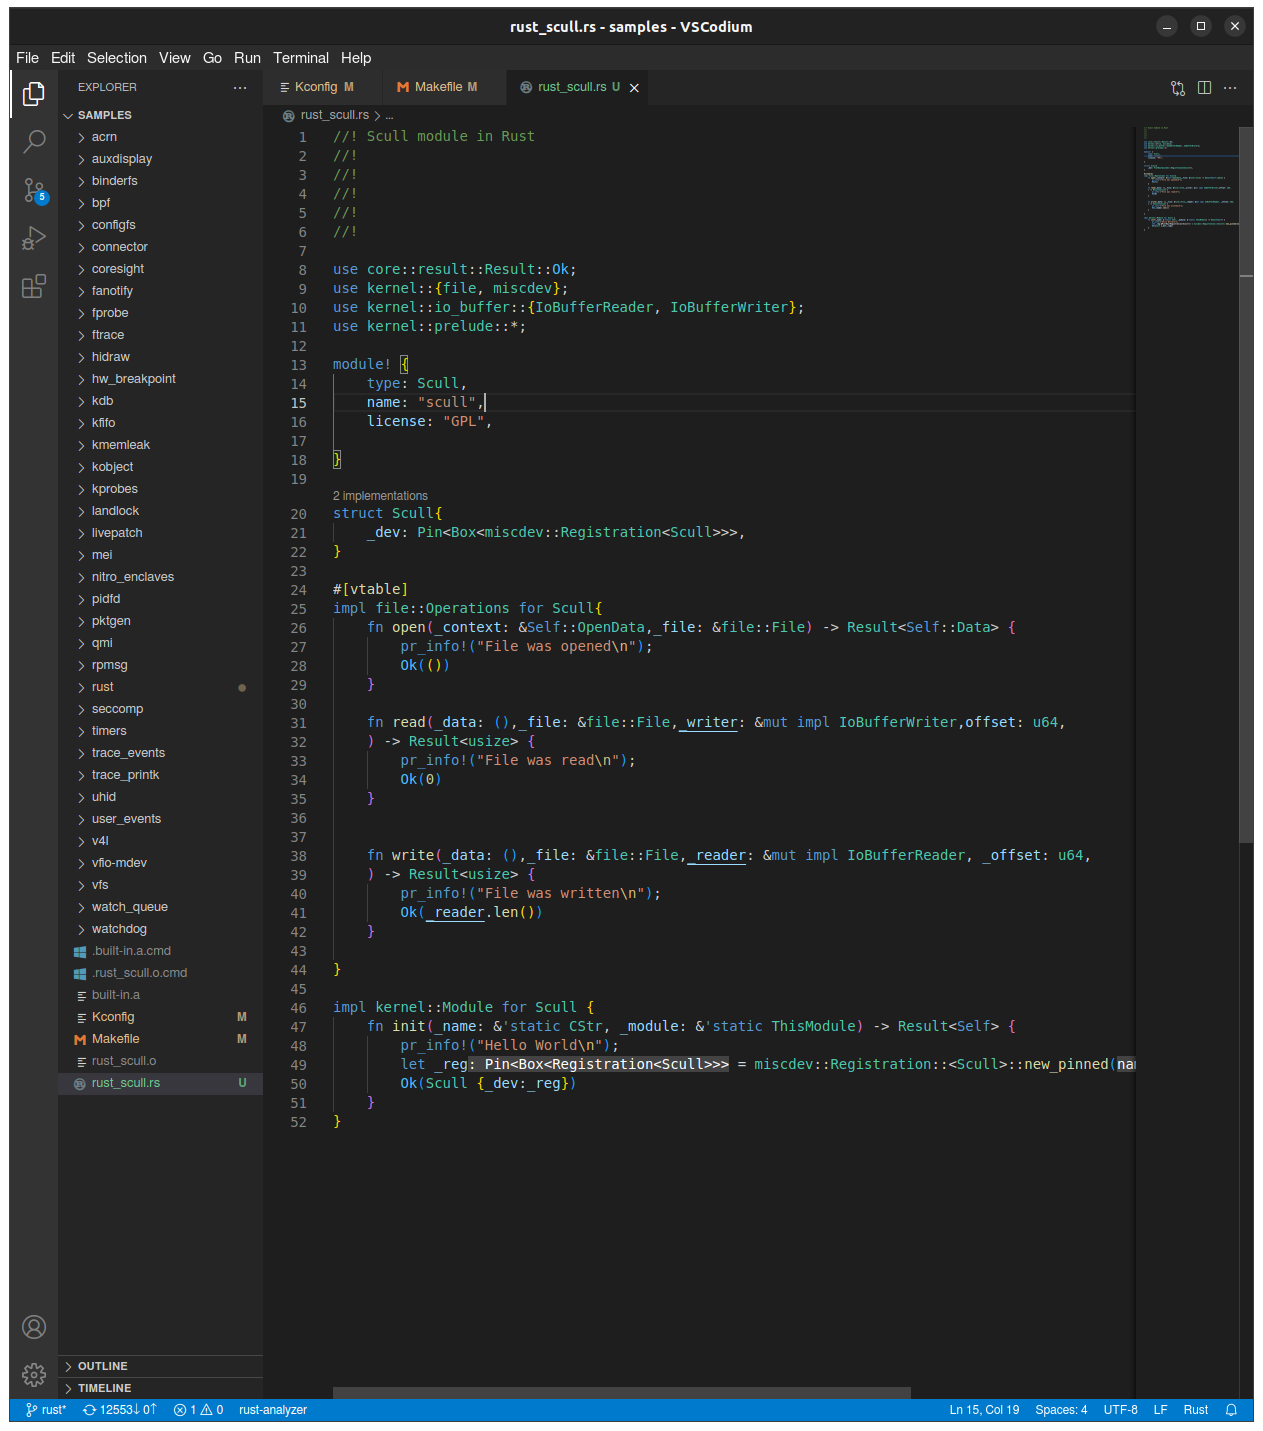 rust_scull.rs - samples - VSCodium
File Edit Selection View Go Run Terminal Help
EXPLORER
SAMPLES
acrn
auxdisplay
binderfs
bpf
configfs
connector
coresight
fanotify
fprobe
ftrace
hidraw
hw_breakpoint
kdb
kfifo
kmemleak
kobject
kprobes
landlock
livepatch
mei
nitro_enclaves
pidfd
pktgen
qmi
rpmsg
rust
seccomp
timers
trace_events
trace_printk
uhid
user_events
v4l
vfio-mdev
vfs
watch_queue
watchdog
.built-in.a.cmd
.rust_scull.o.cmd
built-in.a
Kconfig M
Makefile M
rust_scull.o
rust_scull.rs U
OUTLINE
TIMELINE
5
Kconfig M Makefile M rust_scull.rs U
rust_scull.rs > ...
1 //! Scull module in Rust
2 //!
3 //!
4 //!
5 //!
6 //!
7
8 use core::result::Result::Ok;
9 use kernel::{file, miscdev};
10 use kernel::io_buffer::{IoBufferReader, IoBufferWriter};
11 use kernel::prelude::*;
12
13 module! {
14     type: Scull,
15     name: "scull",
16     license: "GPL",
17
18 }
19
2 implementations
20 struct Scull{
21     _dev: Pin<Box<miscdev::Registration<Scull>>>,
22 }
23
24 #[vtable]
25 impl file::Operations for Scull{
26     fn open(_context: &Self::OpenData,_file: &file::File) -> Result<Self::Data> {
27         pr_info!("File was opened\n");
28         Ok(())
29     }
30
31     fn read(_data: (),_file: &file::File,_writer: &mut impl IoBufferWriter,offset: u64,
32     ) -> Result<usize> {
33         pr_info!("File was read\n");
34         Ok(0)
35     }
36
37
38     fn write(_data: (),_file: &file::File,_reader: &mut impl IoBufferReader, _offset: u64,
39     ) -> Result<usize> {
40         pr_info!("File was written\n");
41         Ok(_reader.len())
42     }
43
44 }
45
46 impl kernel::Module for Scull {
47     fn init(_name: &'static CStr, _module: &'static ThisModule) -> Result<Self> {
48         pr_info!("Hello World\n");
49         let _reg: Pin<Box<Registration<Scull>>> = miscdev::Registration::<Scull>::new_pinned(nar
50         Ok(Scull {_dev:_reg})
51     }
52 }
rust* 12553↓ 0↑ 1 0 rust-analyzer Ln 15, Col 19 Spaces: 4 UTF-8 LF Rust